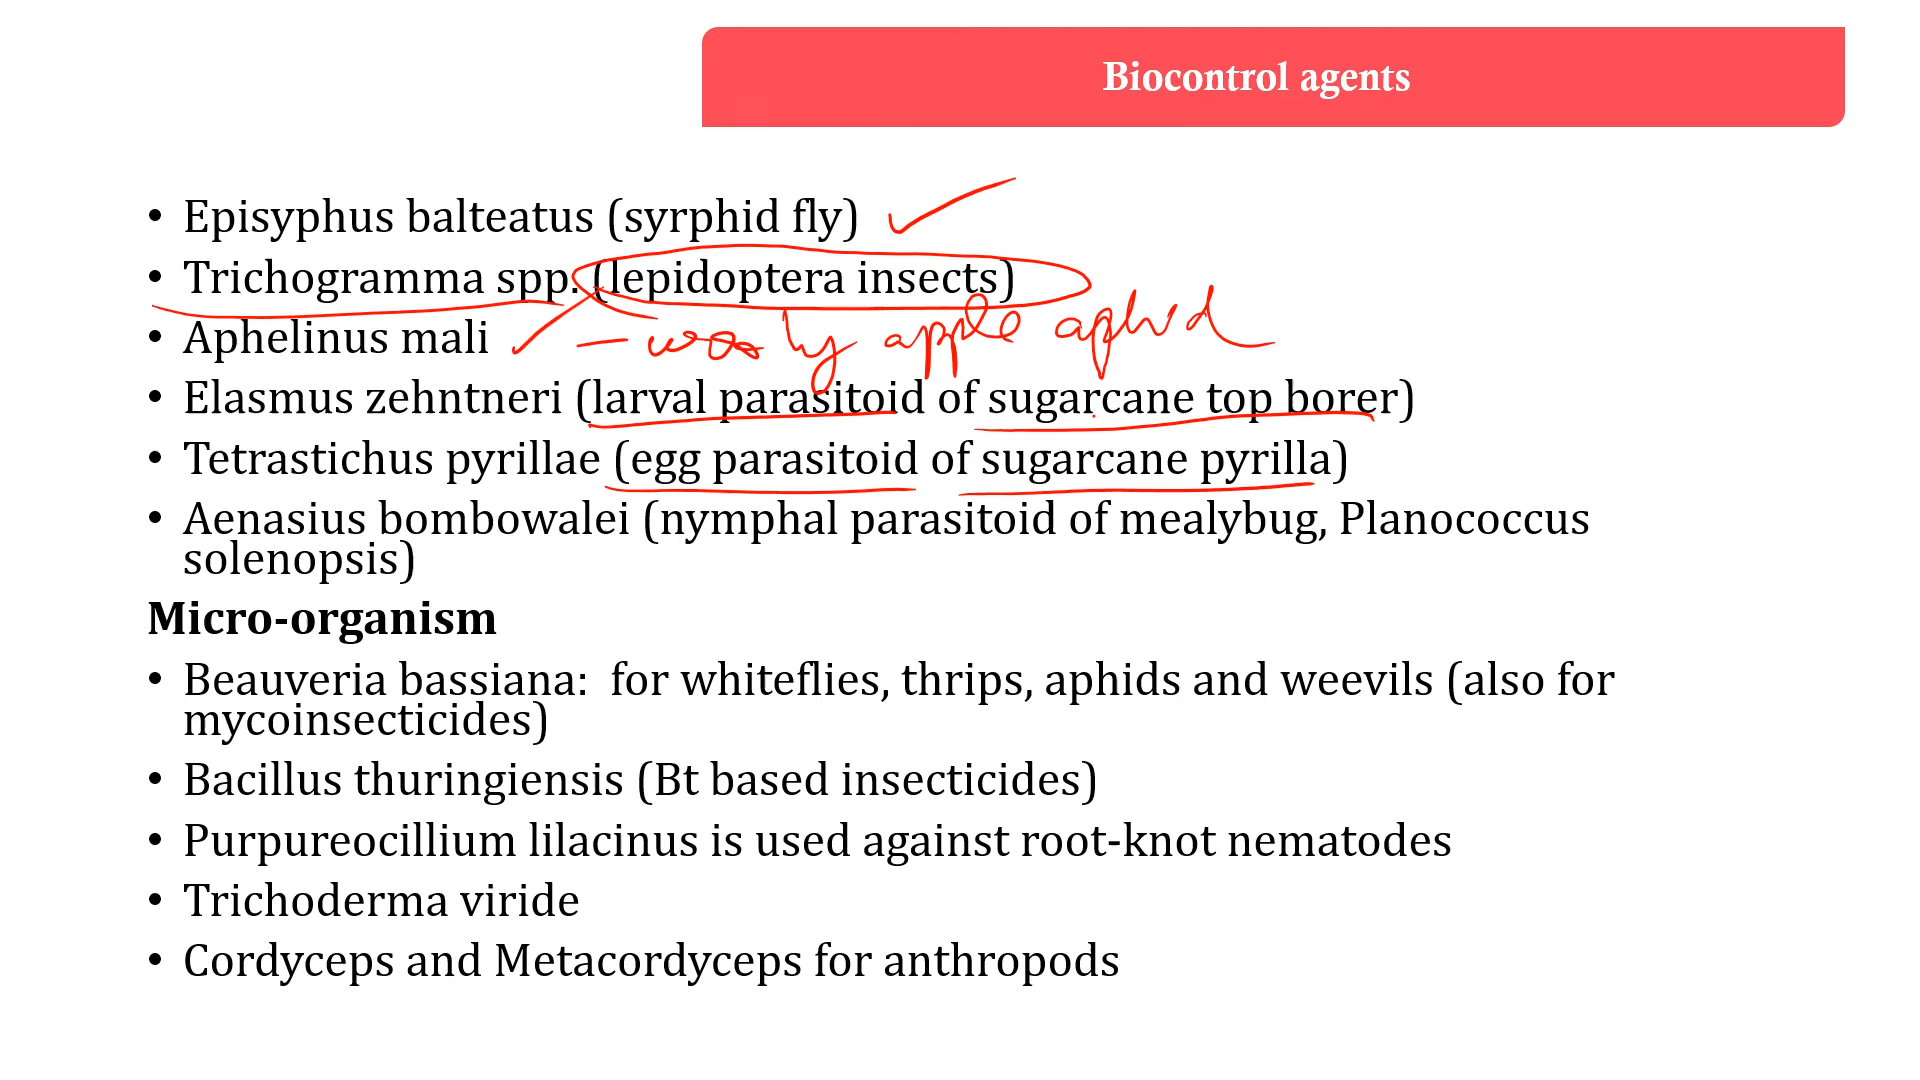 Biocontrol agents
• Episyphus balteatus (syrphid fly)
• Trichogramma spp. (lepidoptera insects)
• Aphelinus mali – wooly apple aphid
• Elasmus zehntneri (larval parasitoid of sugarcane top borer)
• Tetrastichus pyrillae (egg parasitoid of sugarcane pyrilla)
• Aenasius bombowalei (nymphal parasitoid of mealybug, Planococcus
solenopsis)
Micro-organism
• Beauveria bassiana: for whiteflies, thrips, aphids and weevils (also for
mycoinsecticides)
• Bacillus thuringiensis (Bt based insecticides)
• Purpureocillium lilacinus is used against root-knot nematodes
• Trichoderma viride
• Cordyceps and Metacordyceps for anthropods